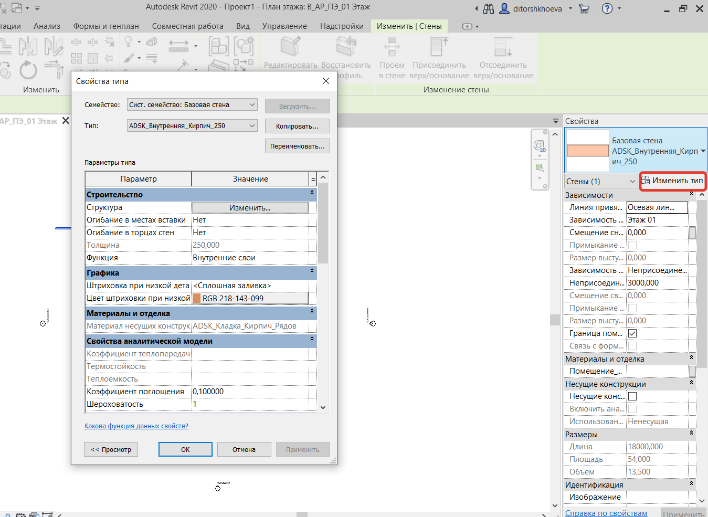 Autodesk Revit 2020 - Проект1 - План этажа: В_АР_ПЭ_01 Этаж
ditorshkhoeva
тации Анализ Формы и генплан Совместная работа Вид Управление Надстройки Изменить | Стены
Редактировать Восстановить
профиль
Проем
в стене
Присоединить
верх/основание
Отсоединить
верх/основание
Изменить
Изменение стены
_АР_ПЭ_01 Этаж
Свойства типа
Семейство: Сист. семейство: Базовая стена Загрузить...
Тип: ADSK_Внутренняя_Кирпич_250 Копировать...
Переименовать...
Параметры типа
Параметр Значение =
Строительство
Структура Изменить...
Огибание в местах вставки Нет
Огибание в торцах стен Нет
Толщина 250,000
Функция Внутренние слои
Графика
Штриховка при низкой дета <Сплошная заливка>
Цвет штриховки при низкой RGB 218-143-099
Материалы и отделка
Материал несущих конструк ADSK_Кладка_Кирпич_Рядов
Свойства аналитической модели
Коэффициент теплопередач
Термостойкость
Теплоемкость
Коэффициент поглощения 0,100000
Шероховатость 1
Какова функция данных свойств?
<< Просмотр ОК Отмена Применить
Свойства
Базовая стена
ADSK_Внутренняя_Кирп
ич_250
Стены (1) Изменить тип
Зависимости
Линия привя... Осевая лин...
Зависимость ... Этаж 01
Смещение сн... 0,000
Примыкание ...
Размер высту... 0,000
Зависимость ... Неприсоедине...
Неприсоедин... 3000,000
Смещение св... 0,000
Примыкание ...
Размер высту... 0,000
Граница пом...
Связь с форм...
Материалы и отделка
Помещение_...
Несущие конструкции
Несущие конс...
Включить ана...
Использован... Ненесущая
Размеры
Длина 18000,000
Площадь 54,000
Объем 13,500
Идентификация
Изображение
Справка по свойствам Применить